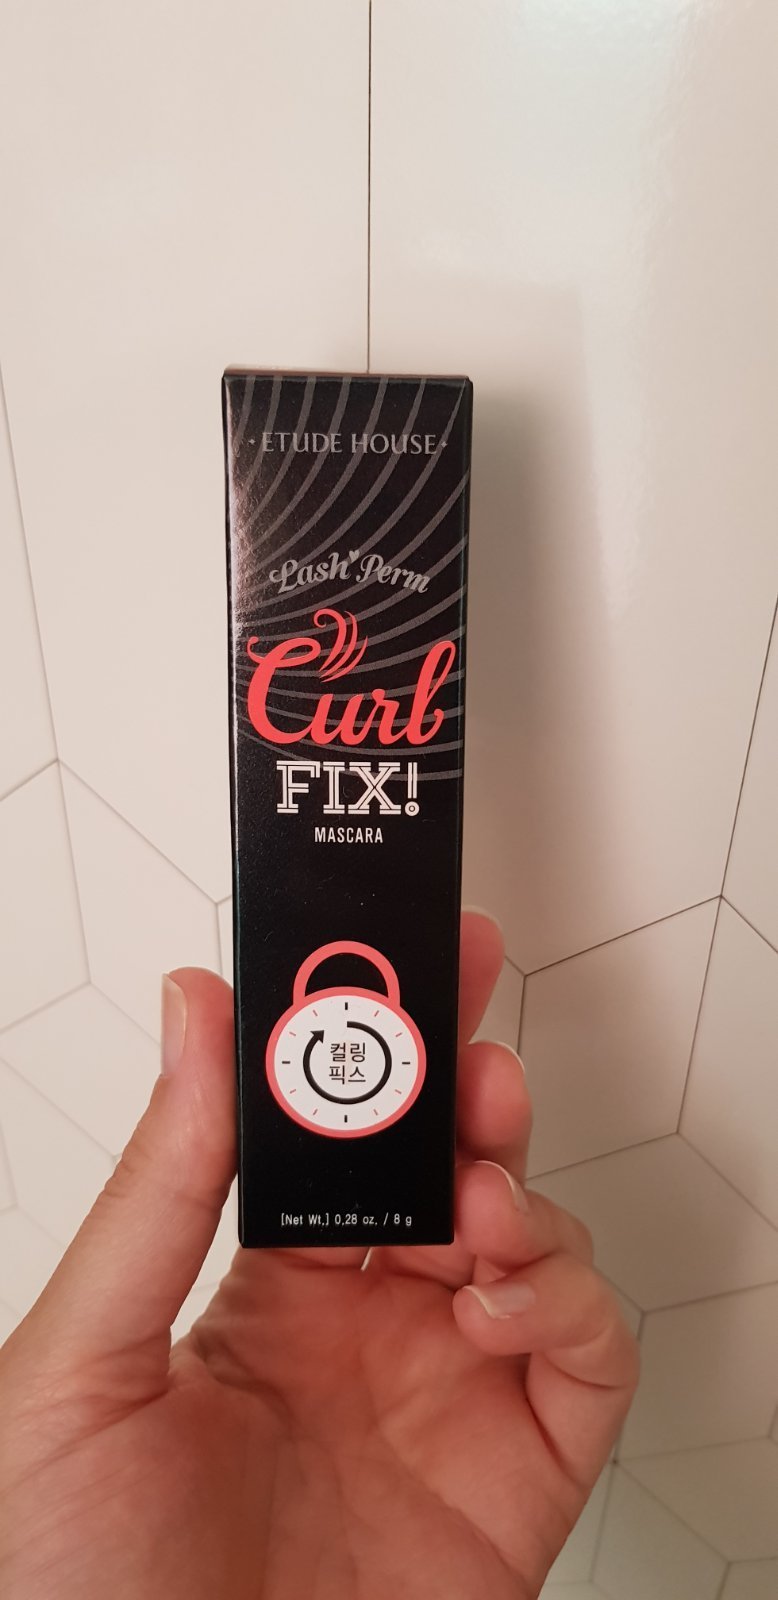 ETUDE HOUSE
Lash Perm
Curl
FIX!
MASCARA
컬링
픽스
[Net Wt.] 0.28 oz. / 8 g